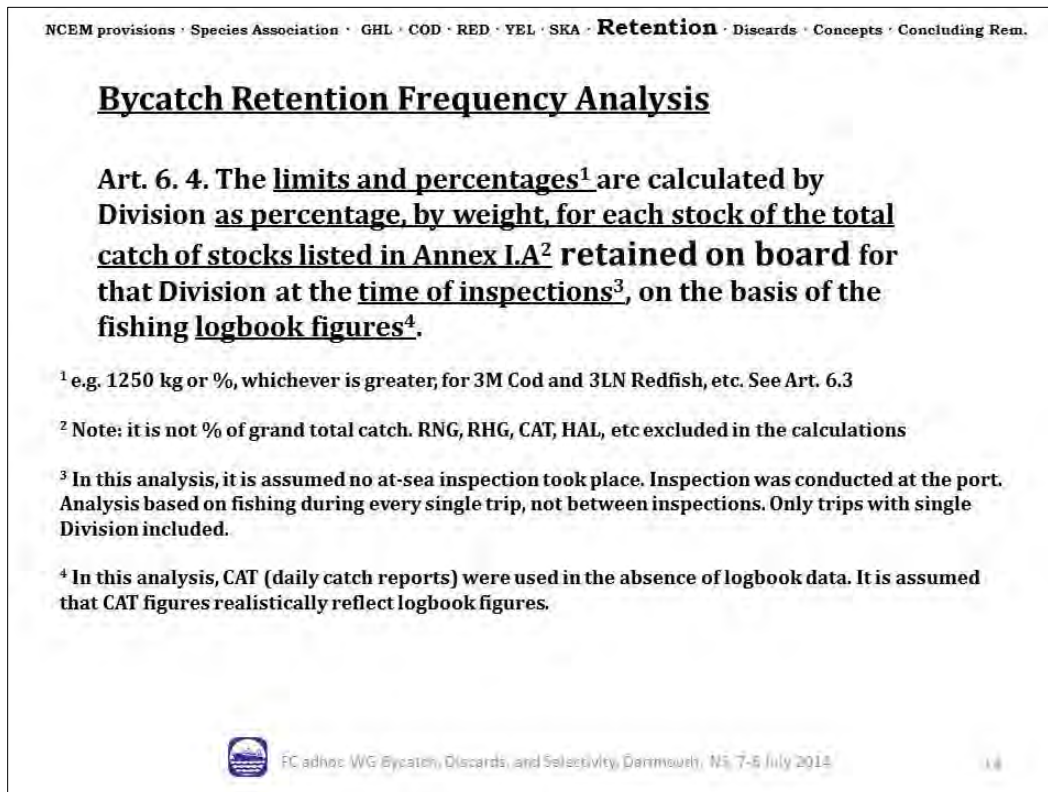 NCEM provisions · Species Association · GHL · COD · RED · YEL · SKA · Retention · Discards · Concepts · Concluding Rem.
Bycatch Retention Frequency Analysis
Art. 6. 4. The limits and percentages¹ are calculated by
Division as percentage, by weight, for each stock of the total
catch of stocks listed in Annex I.A² retained on board for
that Division at the time of inspections³, on the basis of the
fishing logbook figures⁴.
¹ e.g. 1250 kg or %, whichever is greater, for 3M Cod and 3LN Redfish, etc. See Art. 6.3
² Note: it is not % of grand total catch. RNG, RHG, CAT, HAL, etc excluded in the calculations
³ In this analysis, it is assumed no at-sea inspection took place. Inspection was conducted at the port.
Analysis based on fishing during every single trip, not between inspections. Only trips with single
Division included.
⁴ In this analysis, CAT (daily catch reports) were used in the absence of logbook data. It is assumed
that CAT figures realistically reflect logbook figures.
FC adhoc WG Bycatch, Discards, and Selectivity, Dartmouth, NS, July 2014